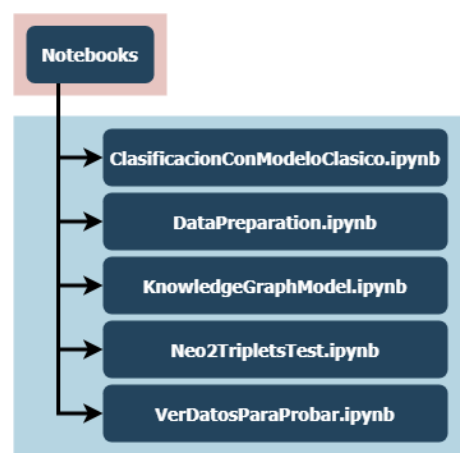 Notebooks
ClasificacionConModeloClasico.ipynb
DataPreparation.ipynb
KnowledgeGraphModel.ipynb
Neo2TripletsTest.ipynb
VerDatosParaProbar.ipynb